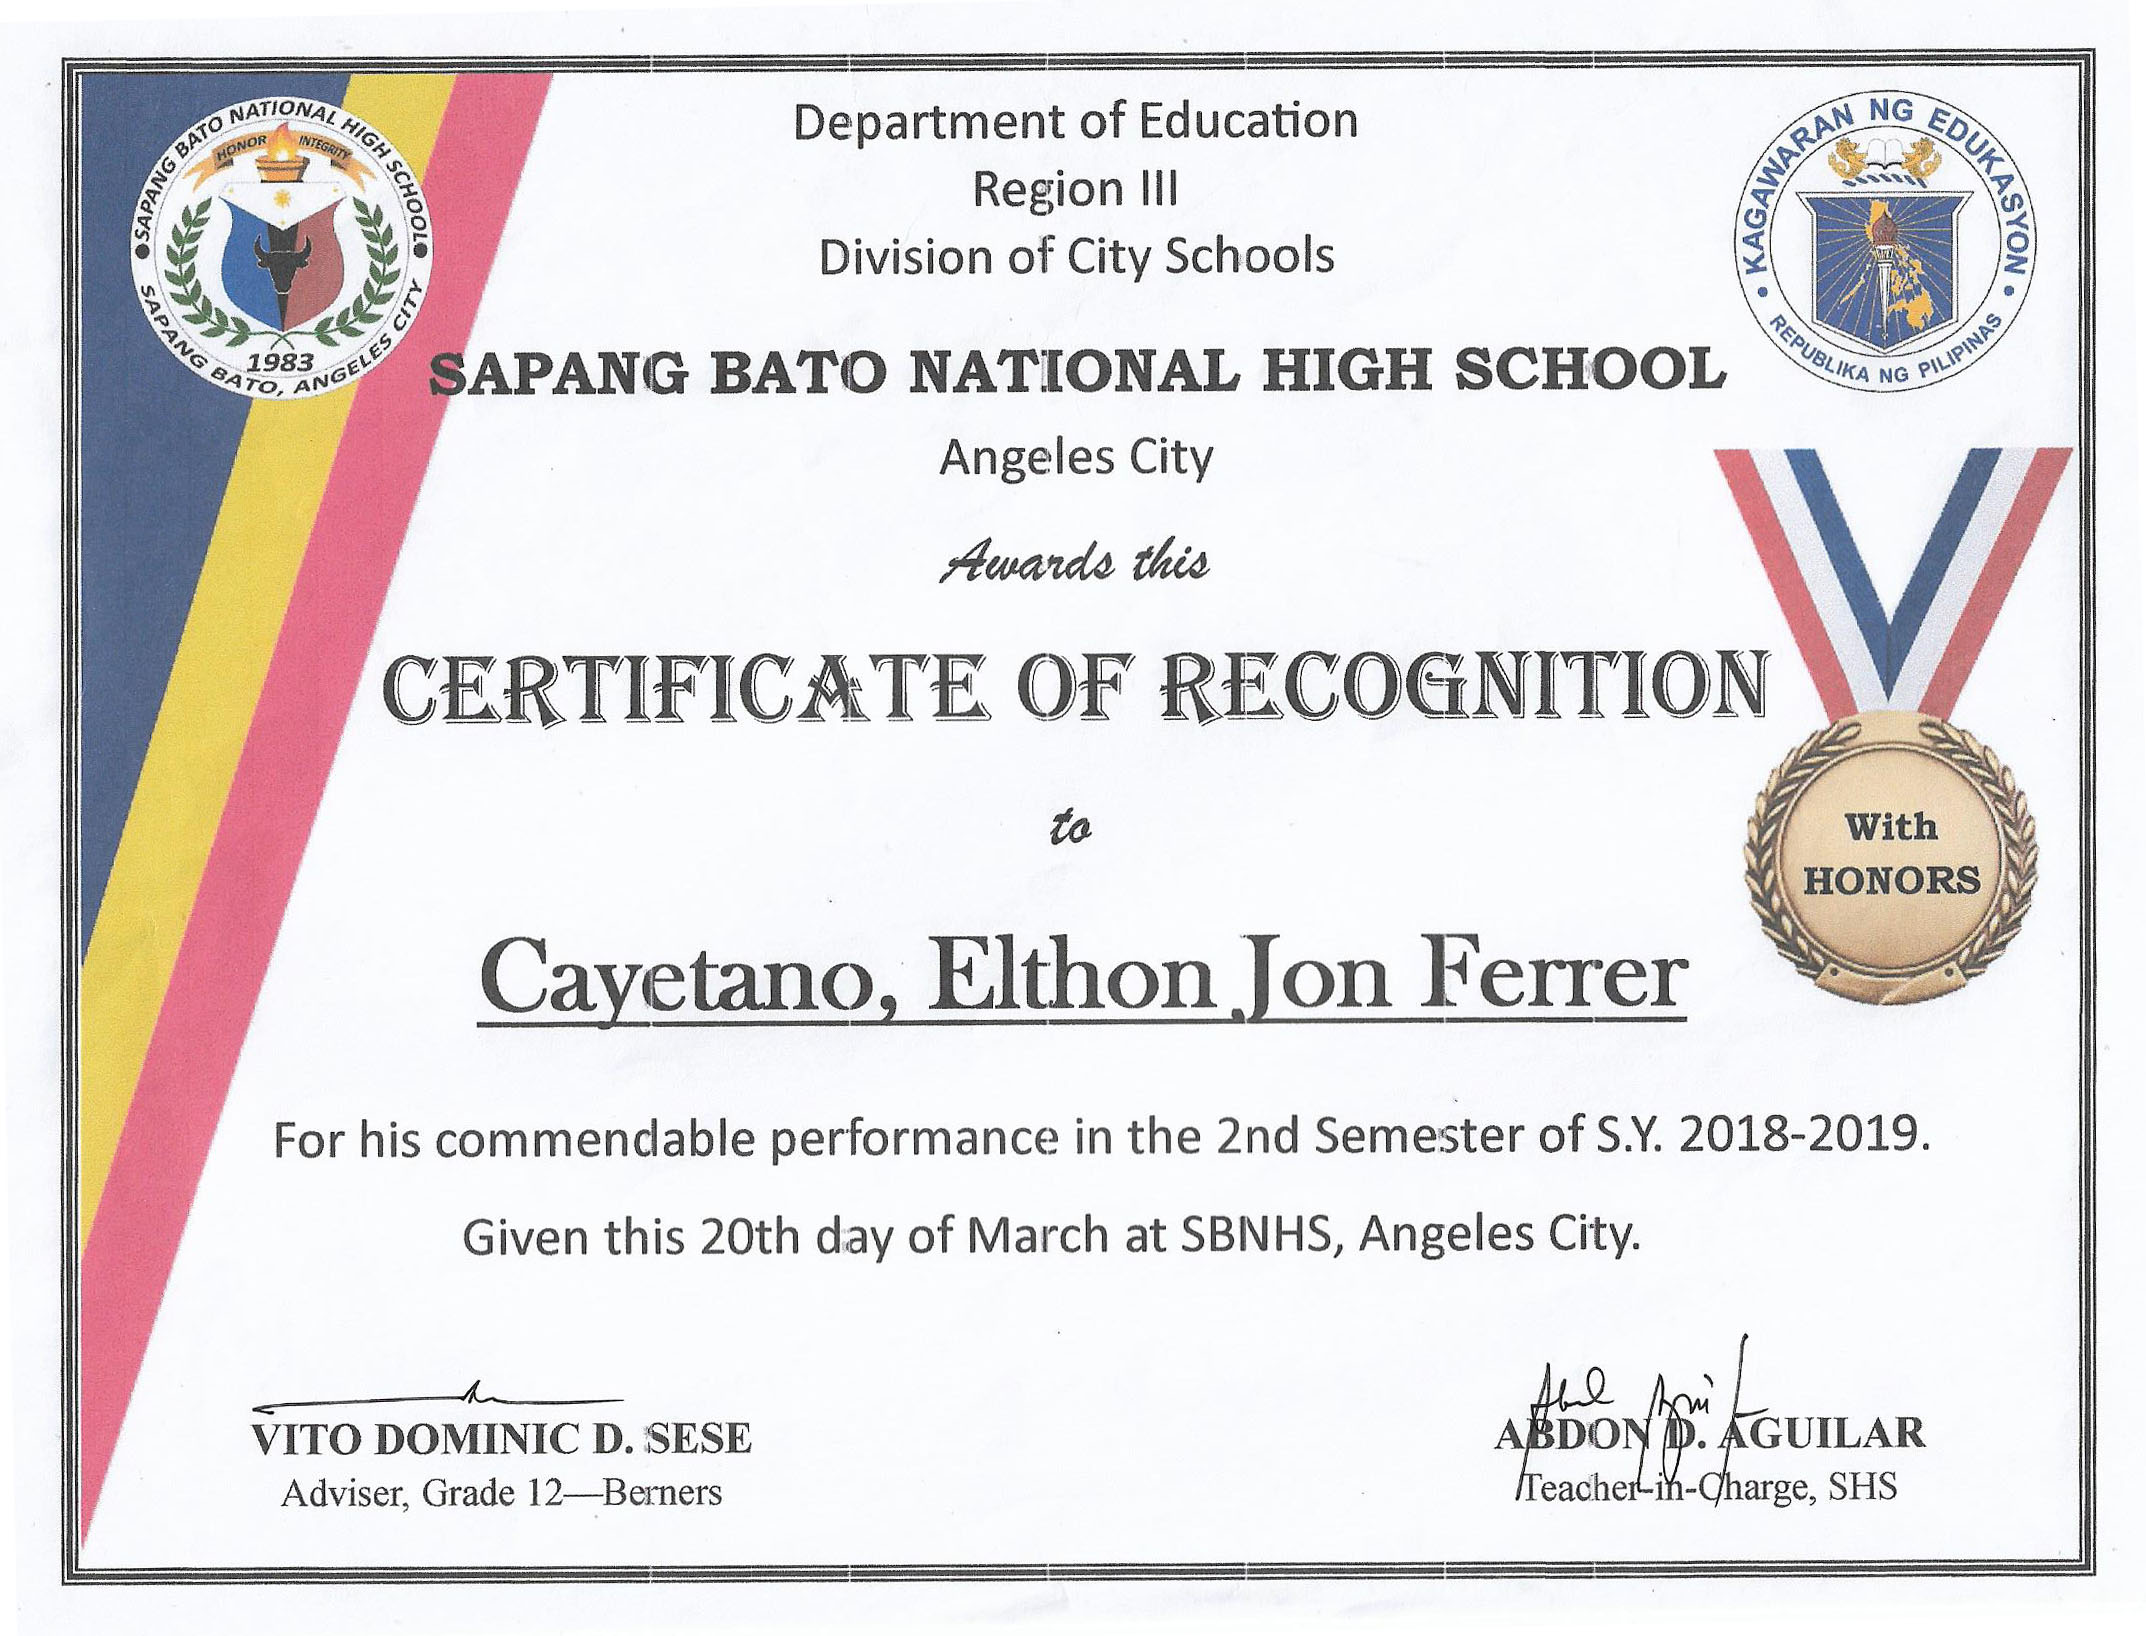 SAPANG BATO NATIONAL HIGH SCHOOL
HONOR INTEGRITY
1983
SAPANG BATO, ANGELES CITY
Department of Education
Region III
Division of City Schools
KAGAWARAN NG EDUKASYON
REPUBLIKA NG PILIPINAS
SAPANG BATO NATIONAL HIGH SCHOOL
Angeles City
Awards this
CERTIFICATE OF RECOGNITION
to
With
HONORS
Cayetano, Elthon Jon Ferrer
For his commendable performance in the 2nd Semester of S.Y. 2018-2019.
Given this 20th day of March at SBNHS, Angeles City.
VITO DOMINIC D. SESE
Adviser, Grade 12—Berners
ABDON D. AGUILAR
Teacher-in-Charge, SHS